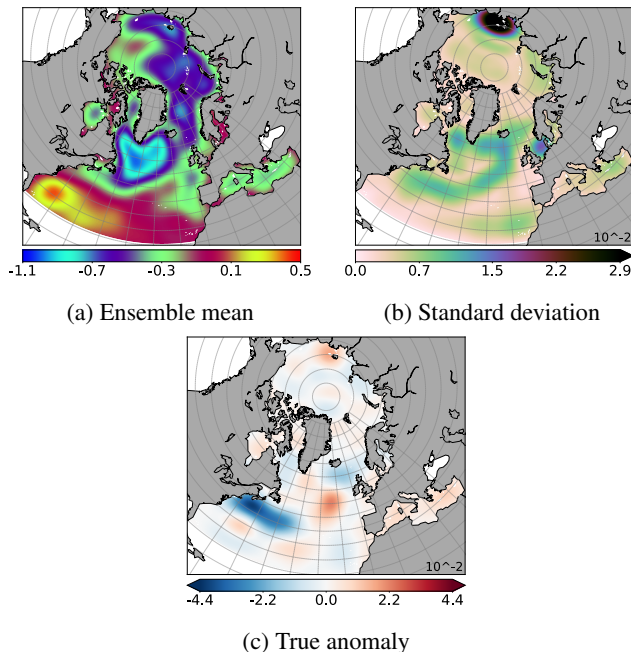 10^-2
-1.1 -0.7 -0.3 0.1 0.5
0.0 0.7 1.5 2.2 2.9
(a) Ensemble mean
(b) Standard deviation
10^-2
-4.4 -2.2 0.0 2.2 4.4
(c) True anomaly